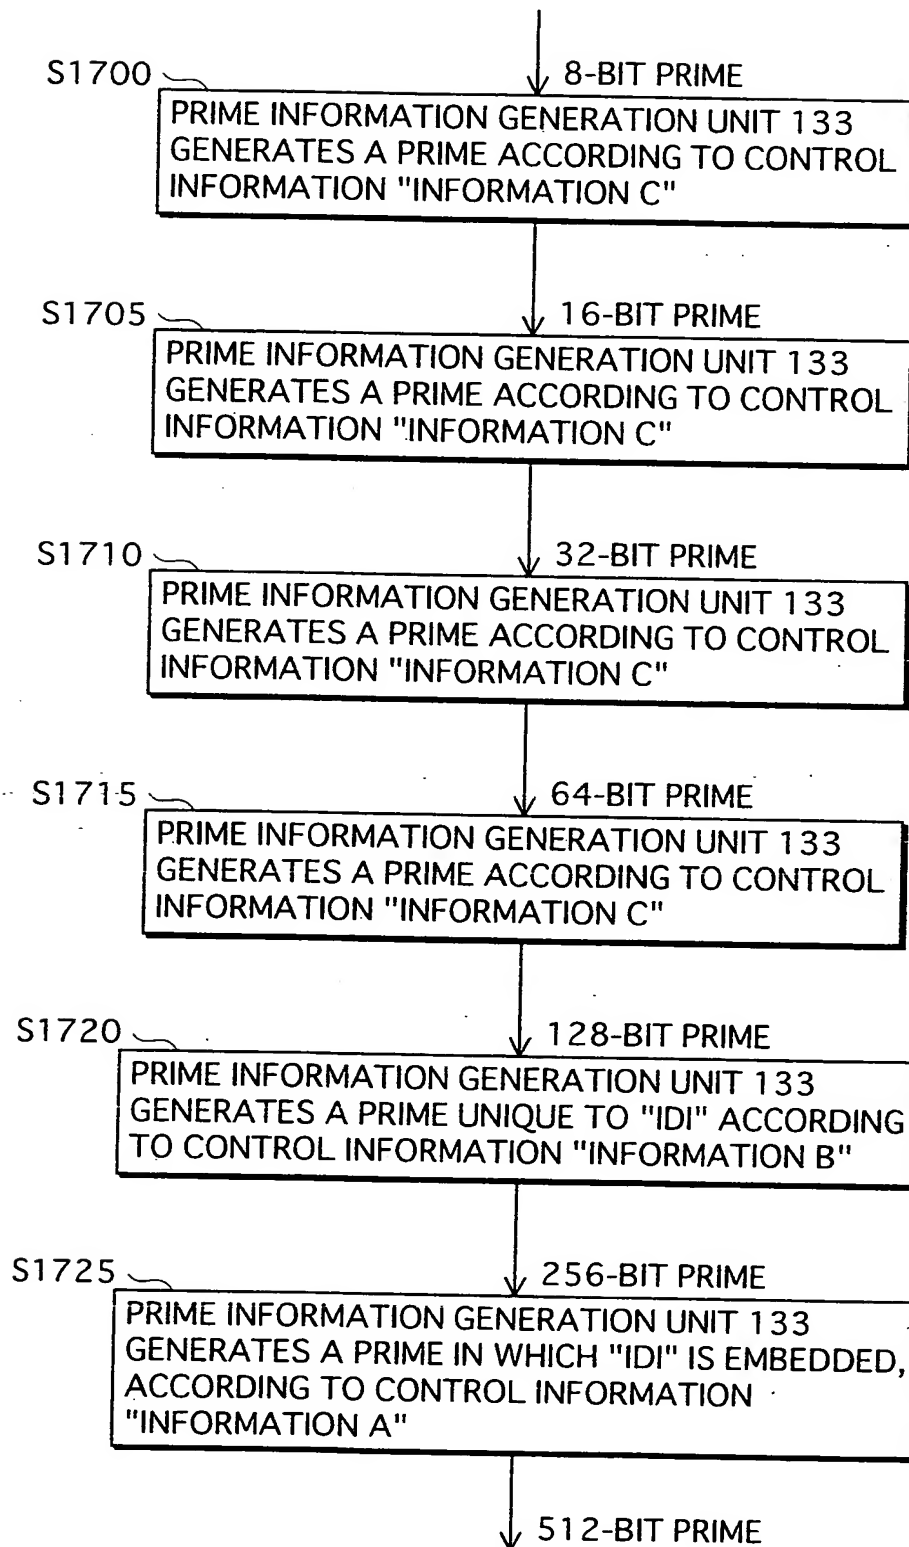 8-BIT PRIME
S1700
PRIME INFORMATION GENERATION UNIT 133
GENERATES A PRIME ACCORDING TO CONTROL
INFORMATION "INFORMATION C"
16-BIT PRIME
S1705
PRIME INFORMATION GENERATION UNIT 133
GENERATES A PRIME ACCORDING TO CONTROL
INFORMATION "INFORMATION C"
32-BIT PRIME
S1710
PRIME INFORMATION GENERATION UNIT 133
GENERATES A PRIME ACCORDING TO CONTROL
INFORMATION "INFORMATION C"
64-BIT PRIME
S1715
PRIME INFORMATION GENERATION UNIT 133
GENERATES A PRIME ACCORDING TO CONTROL
INFORMATION "INFORMATION C"
128-BIT PRIME
S1720
PRIME INFORMATION GENERATION UNIT 133
GENERATES A PRIME UNIQUE TO "IDI" ACCORDING
TO CONTROL INFORMATION "INFORMATION B"
256-BIT PRIME
S1725
PRIME INFORMATION GENERATION UNIT 133
GENERATES A PRIME IN WHICH "IDI" IS EMBEDDED,
ACCORDING TO CONTROL INFORMATION
"INFORMATION A"
512-BIT PRIME